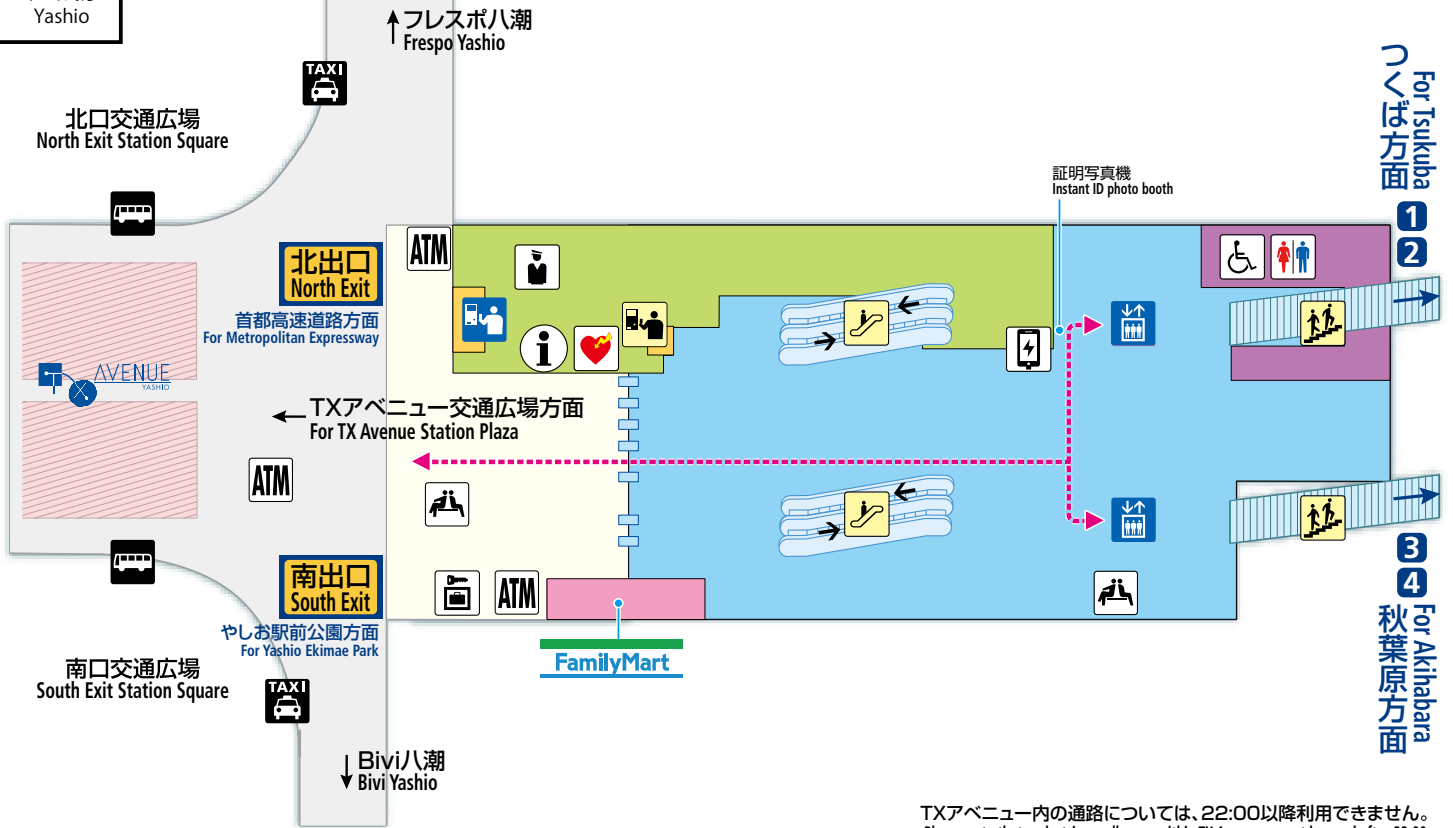 Yashio
フレスポ八潮
Frespo Yashio
TAXI
北口交通広場
North Exit Station Square
つくば方面
For Tsukuba
証明写真機
Instant ID photo booth
1
2
ATM
北出口
North Exit
首都高速道路方面
For Metropolitan Expressway
i
TX AVENUE
YASHIO
TXアベニュー交通広場方面
For TX Avenue Station Plaza
ATM
南出口
South Exit
ATM
やしお駅前公園方面
For Yashio Ekimae Park
FamilyMart
3
4
秋葉原方面
For Akihabara
南口交通広場
South Exit Station Square
TAXI
Bivi八潮
Bivi Yashio
TXアベニュー内の通路については、22:00以降利用できません。